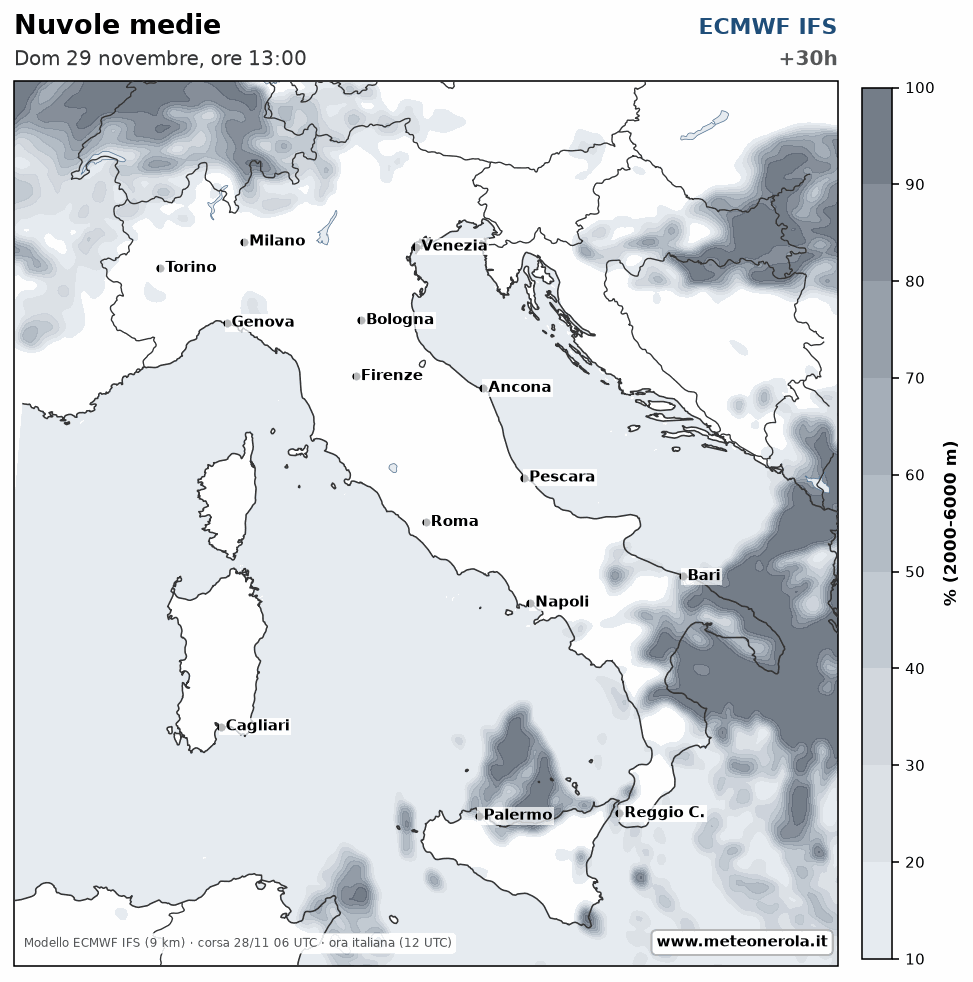 Nuvole medie
ECMWF IFS
Dom 29 novembre, ore 13:00
+30h
100
90
80
70
60
50
40
30
20
10
% (2000-6000 m)
Milano
Venezia
Torino
Genova
Bologna
Firenze
Ancona
Pescara
Roma
Bari
Napoli
Cagliari
Palermo
Reggio C.
Modello ECMWF IFS (9 km) · corsa 28/11 06 UTC · ora italiana (12 UTC)
www.meteonerola.it